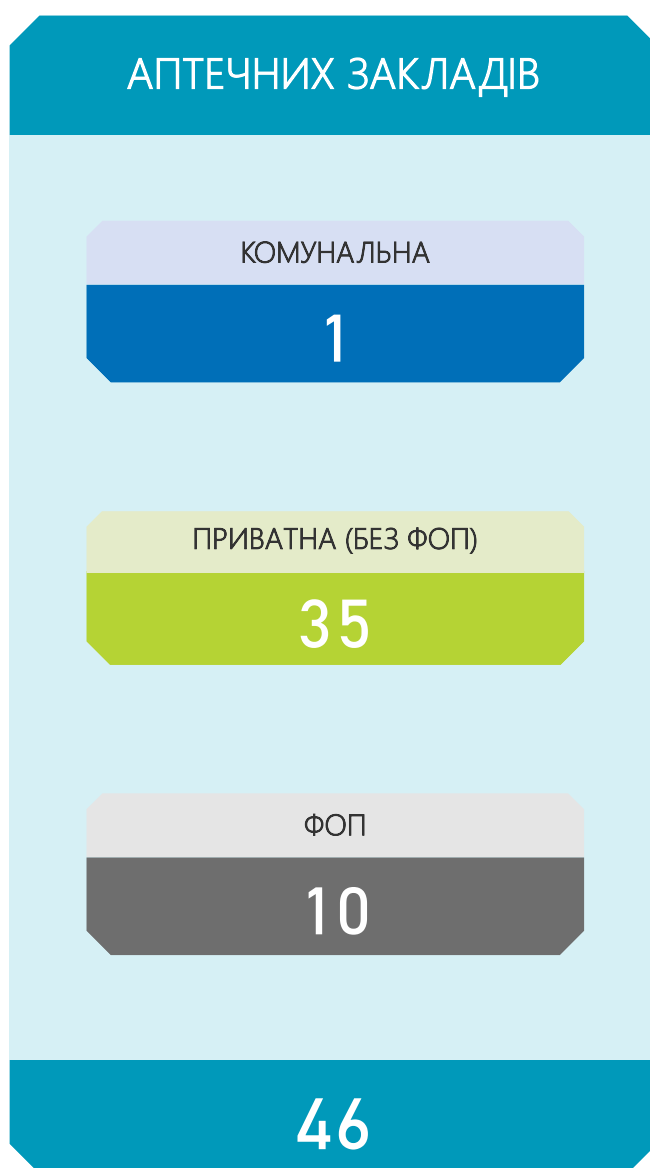 АПТЕЧНИХ ЗАКЛАДІВ
КОМУНАЛЬНА
1
ПРИВАТНА (БЕЗ ФОП)
35
ФОП
10
46